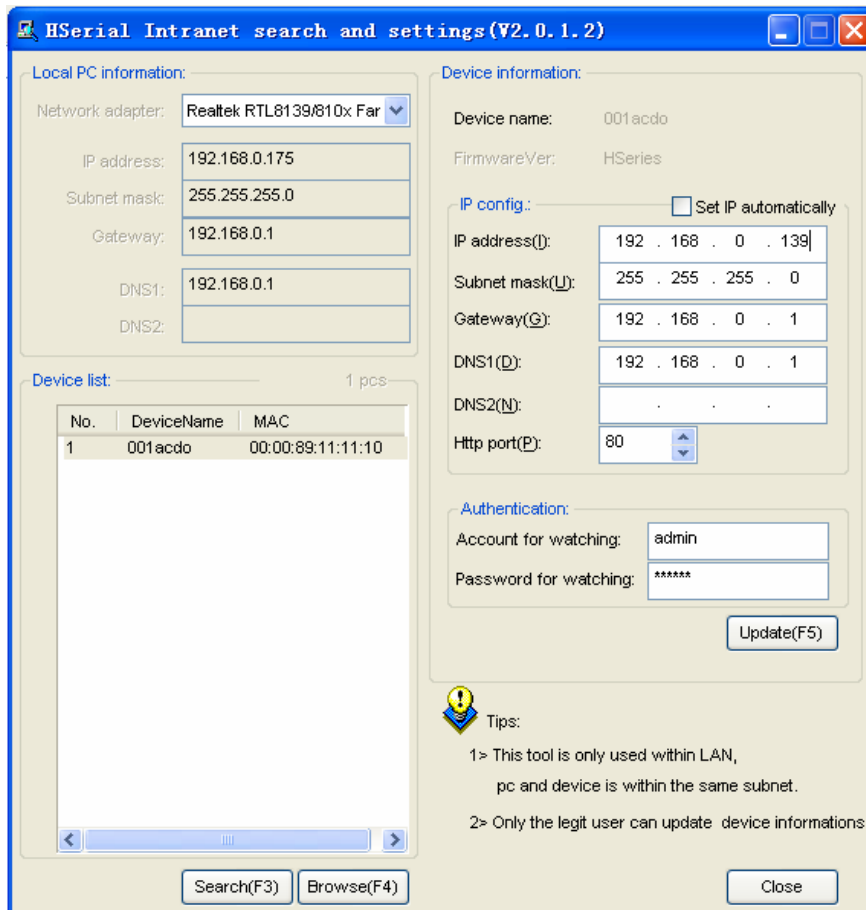 HSerial Intranet search and settings(V2.0.1.2)
Local PC information:
Network adapter: Realtek RTL8139/810x Far
IP address: 192.168.0.175
Subnet mask: 255.255.255.0
Gateway: 192.168.0.1
DNS1: 192.168.0.1
DNS2:
Device list: 1 pcs
No. DeviceName MAC
1 001acdo 00:00:89:11:11:10
Search(F3) Browse(F4)
Device information:
Device name: 001acdo
FirmwareVer: HSeries
IP config.: Set IP automatically
IP address(I): 192 . 168 . 0 . 139
Subnet mask(U): 255 . 255 . 255 . 0
Gateway(G): 192 . 168 . 0 . 1
DNS1(D): 192 . 168 . 0 . 1
DNS2(N): . . .
Http port(P): 80
Authentication:
Account for watching: admin
Password for watching: ******
Update(F5)
Tips:
1> This tool is only used within LAN,
pc and device is within the same subnet.
2> Only the legit user can update device informations
Close